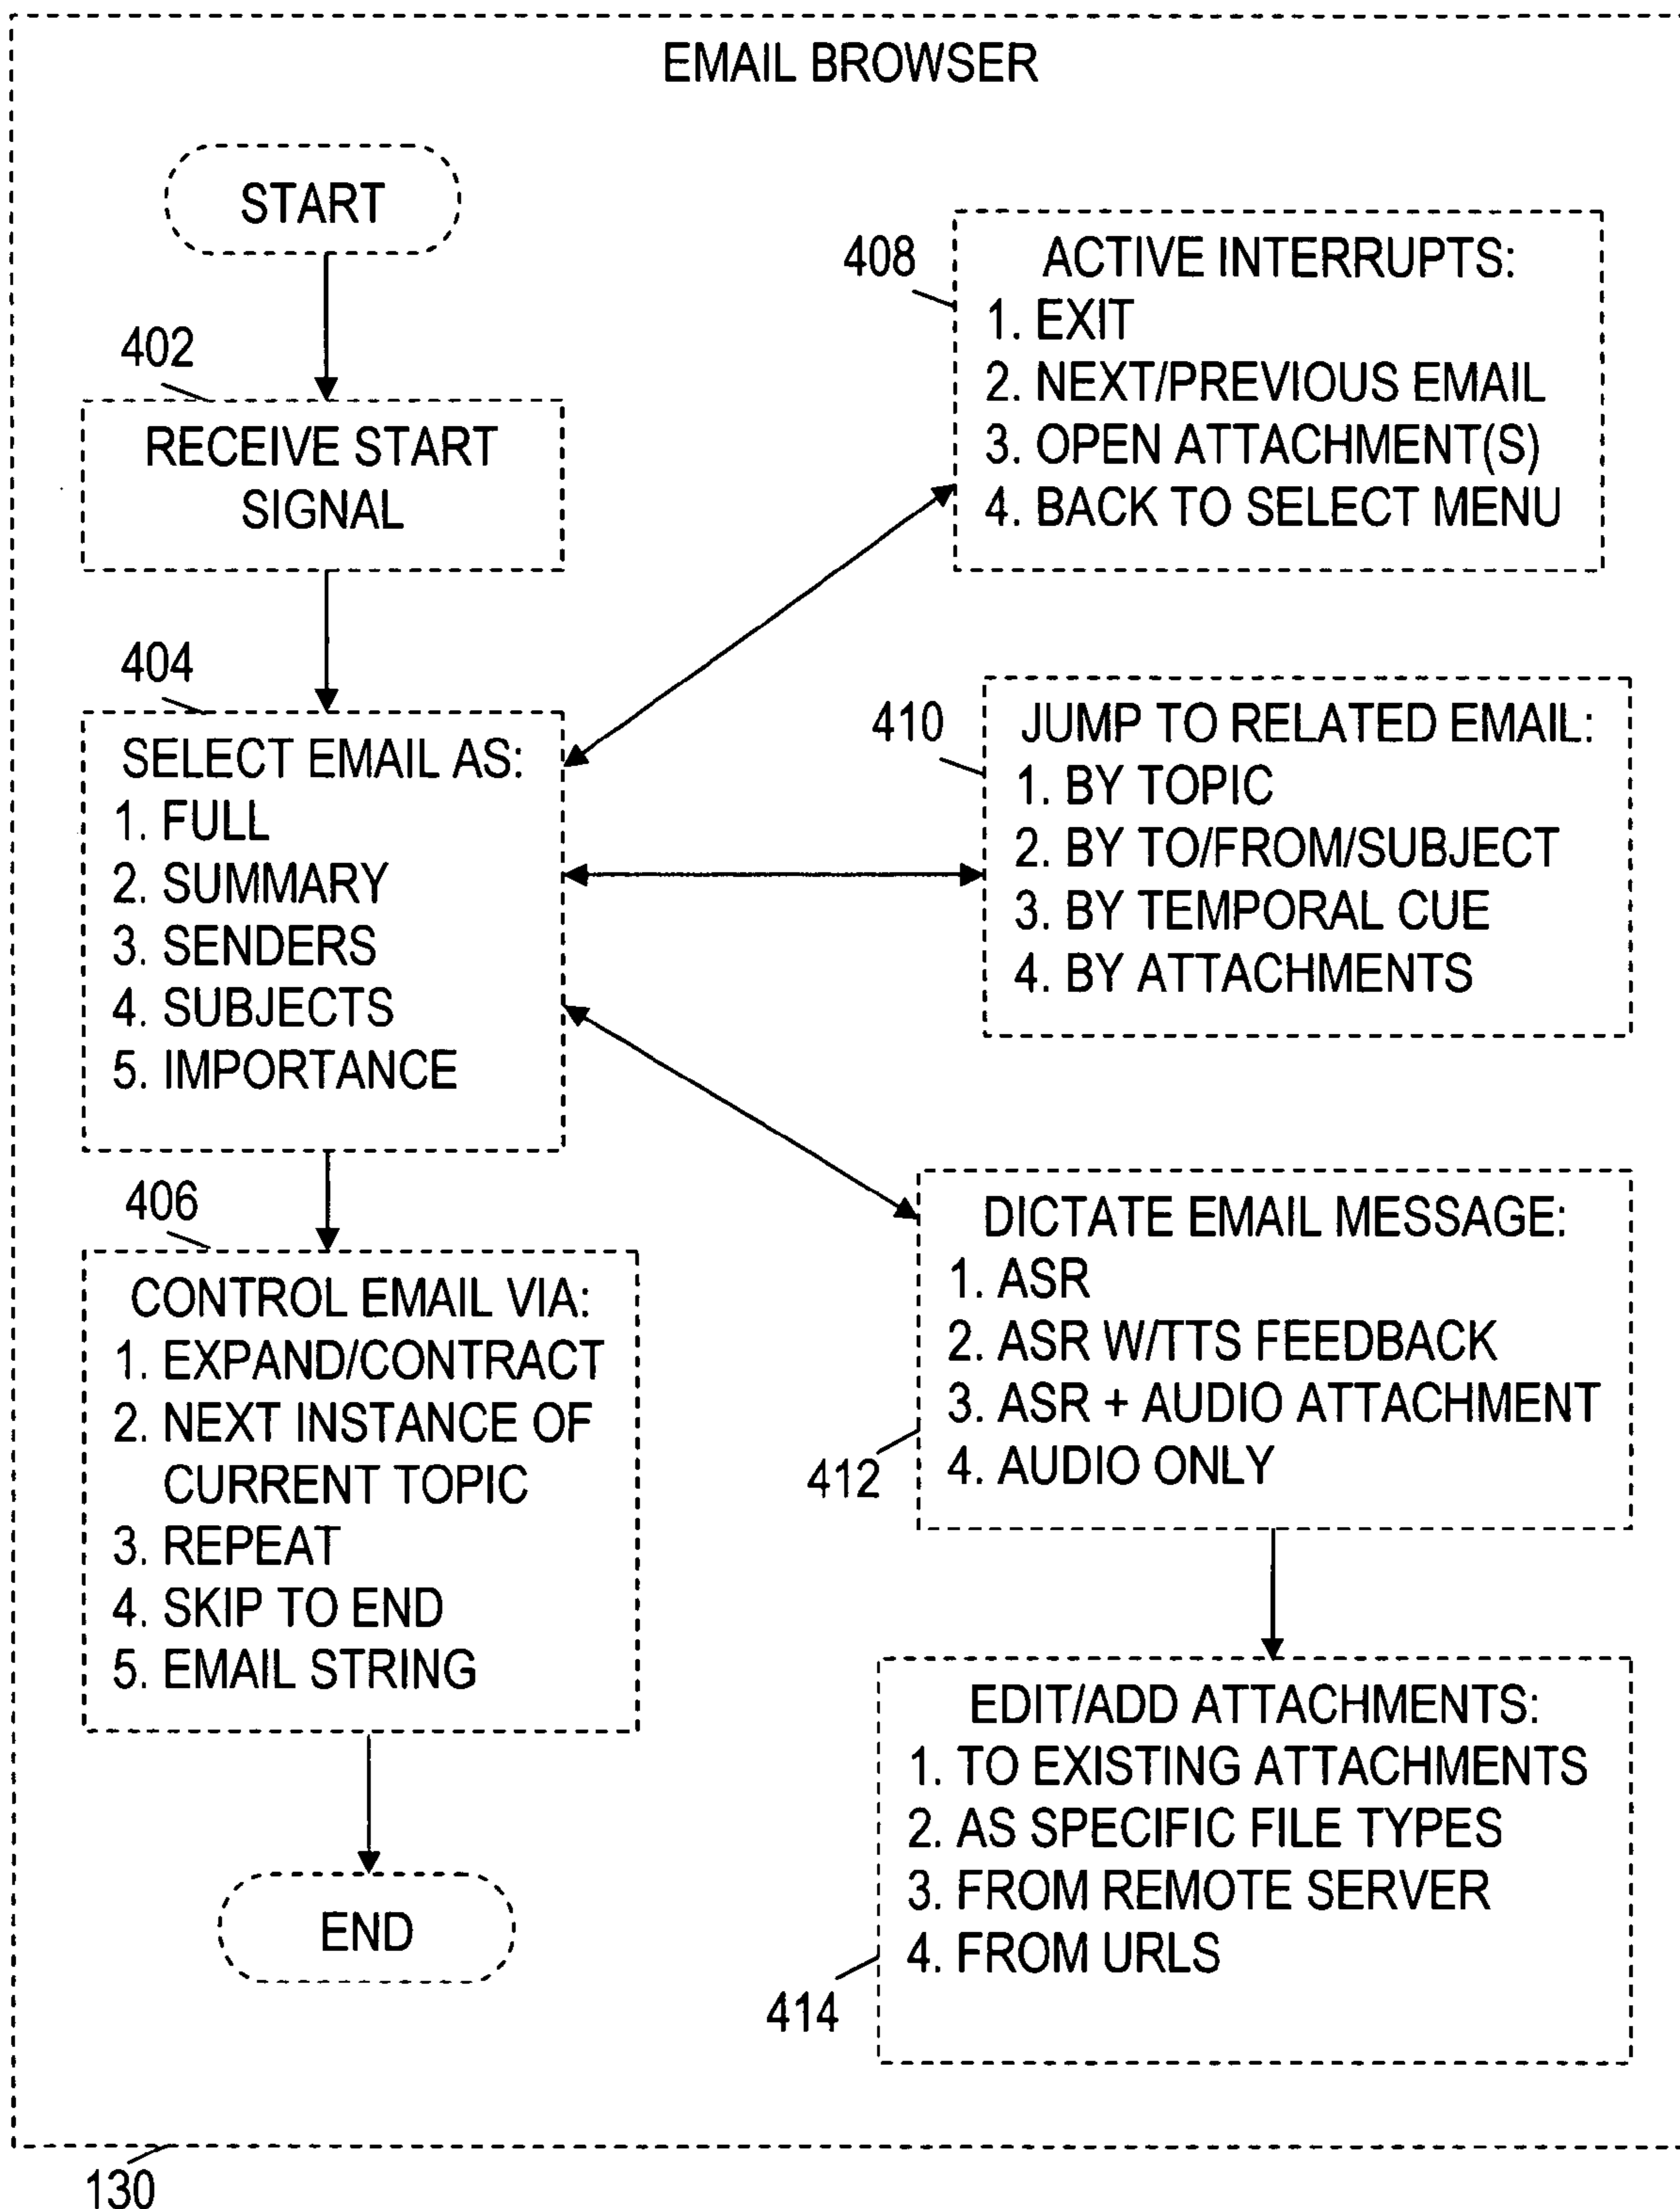 EMAIL BROWSER
START
402
RECEIVE START
SIGNAL
404
SELECT EMAIL AS:
1. FULL
2. SUMMARY
3. SENDERS
4. SUBJECTS
5. IMPORTANCE
406
CONTROL EMAIL VIA:
1. EXPAND/CONTRACT
2. NEXT INSTANCE OF
CURRENT TOPIC
3. REPEAT
4. SKIP TO END
5. EMAIL STRING
END
408
ACTIVE INTERRUPTS:
1. EXIT
2. NEXT/PREVIOUS EMAIL
3. OPEN ATTACHMENT(S)
4. BACK TO SELECT MENU
410
JUMP TO RELATED EMAIL:
1. BY TOPIC
2. BY TO/FROM/SUBJECT
3. BY TEMPORAL CUE
4. BY ATTACHMENTS
DICTATE EMAIL MESSAGE:
1. ASR
2. ASR W/TTS FEEDBACK
3. ASR + AUDIO ATTACHMENT
4. AUDIO ONLY
412
EDIT/ADD ATTACHMENTS:
1. TO EXISTING ATTACHMENTS
2. AS SPECIFIC FILE TYPES
3. FROM REMOTE SERVER
4. FROM URLS
414
130